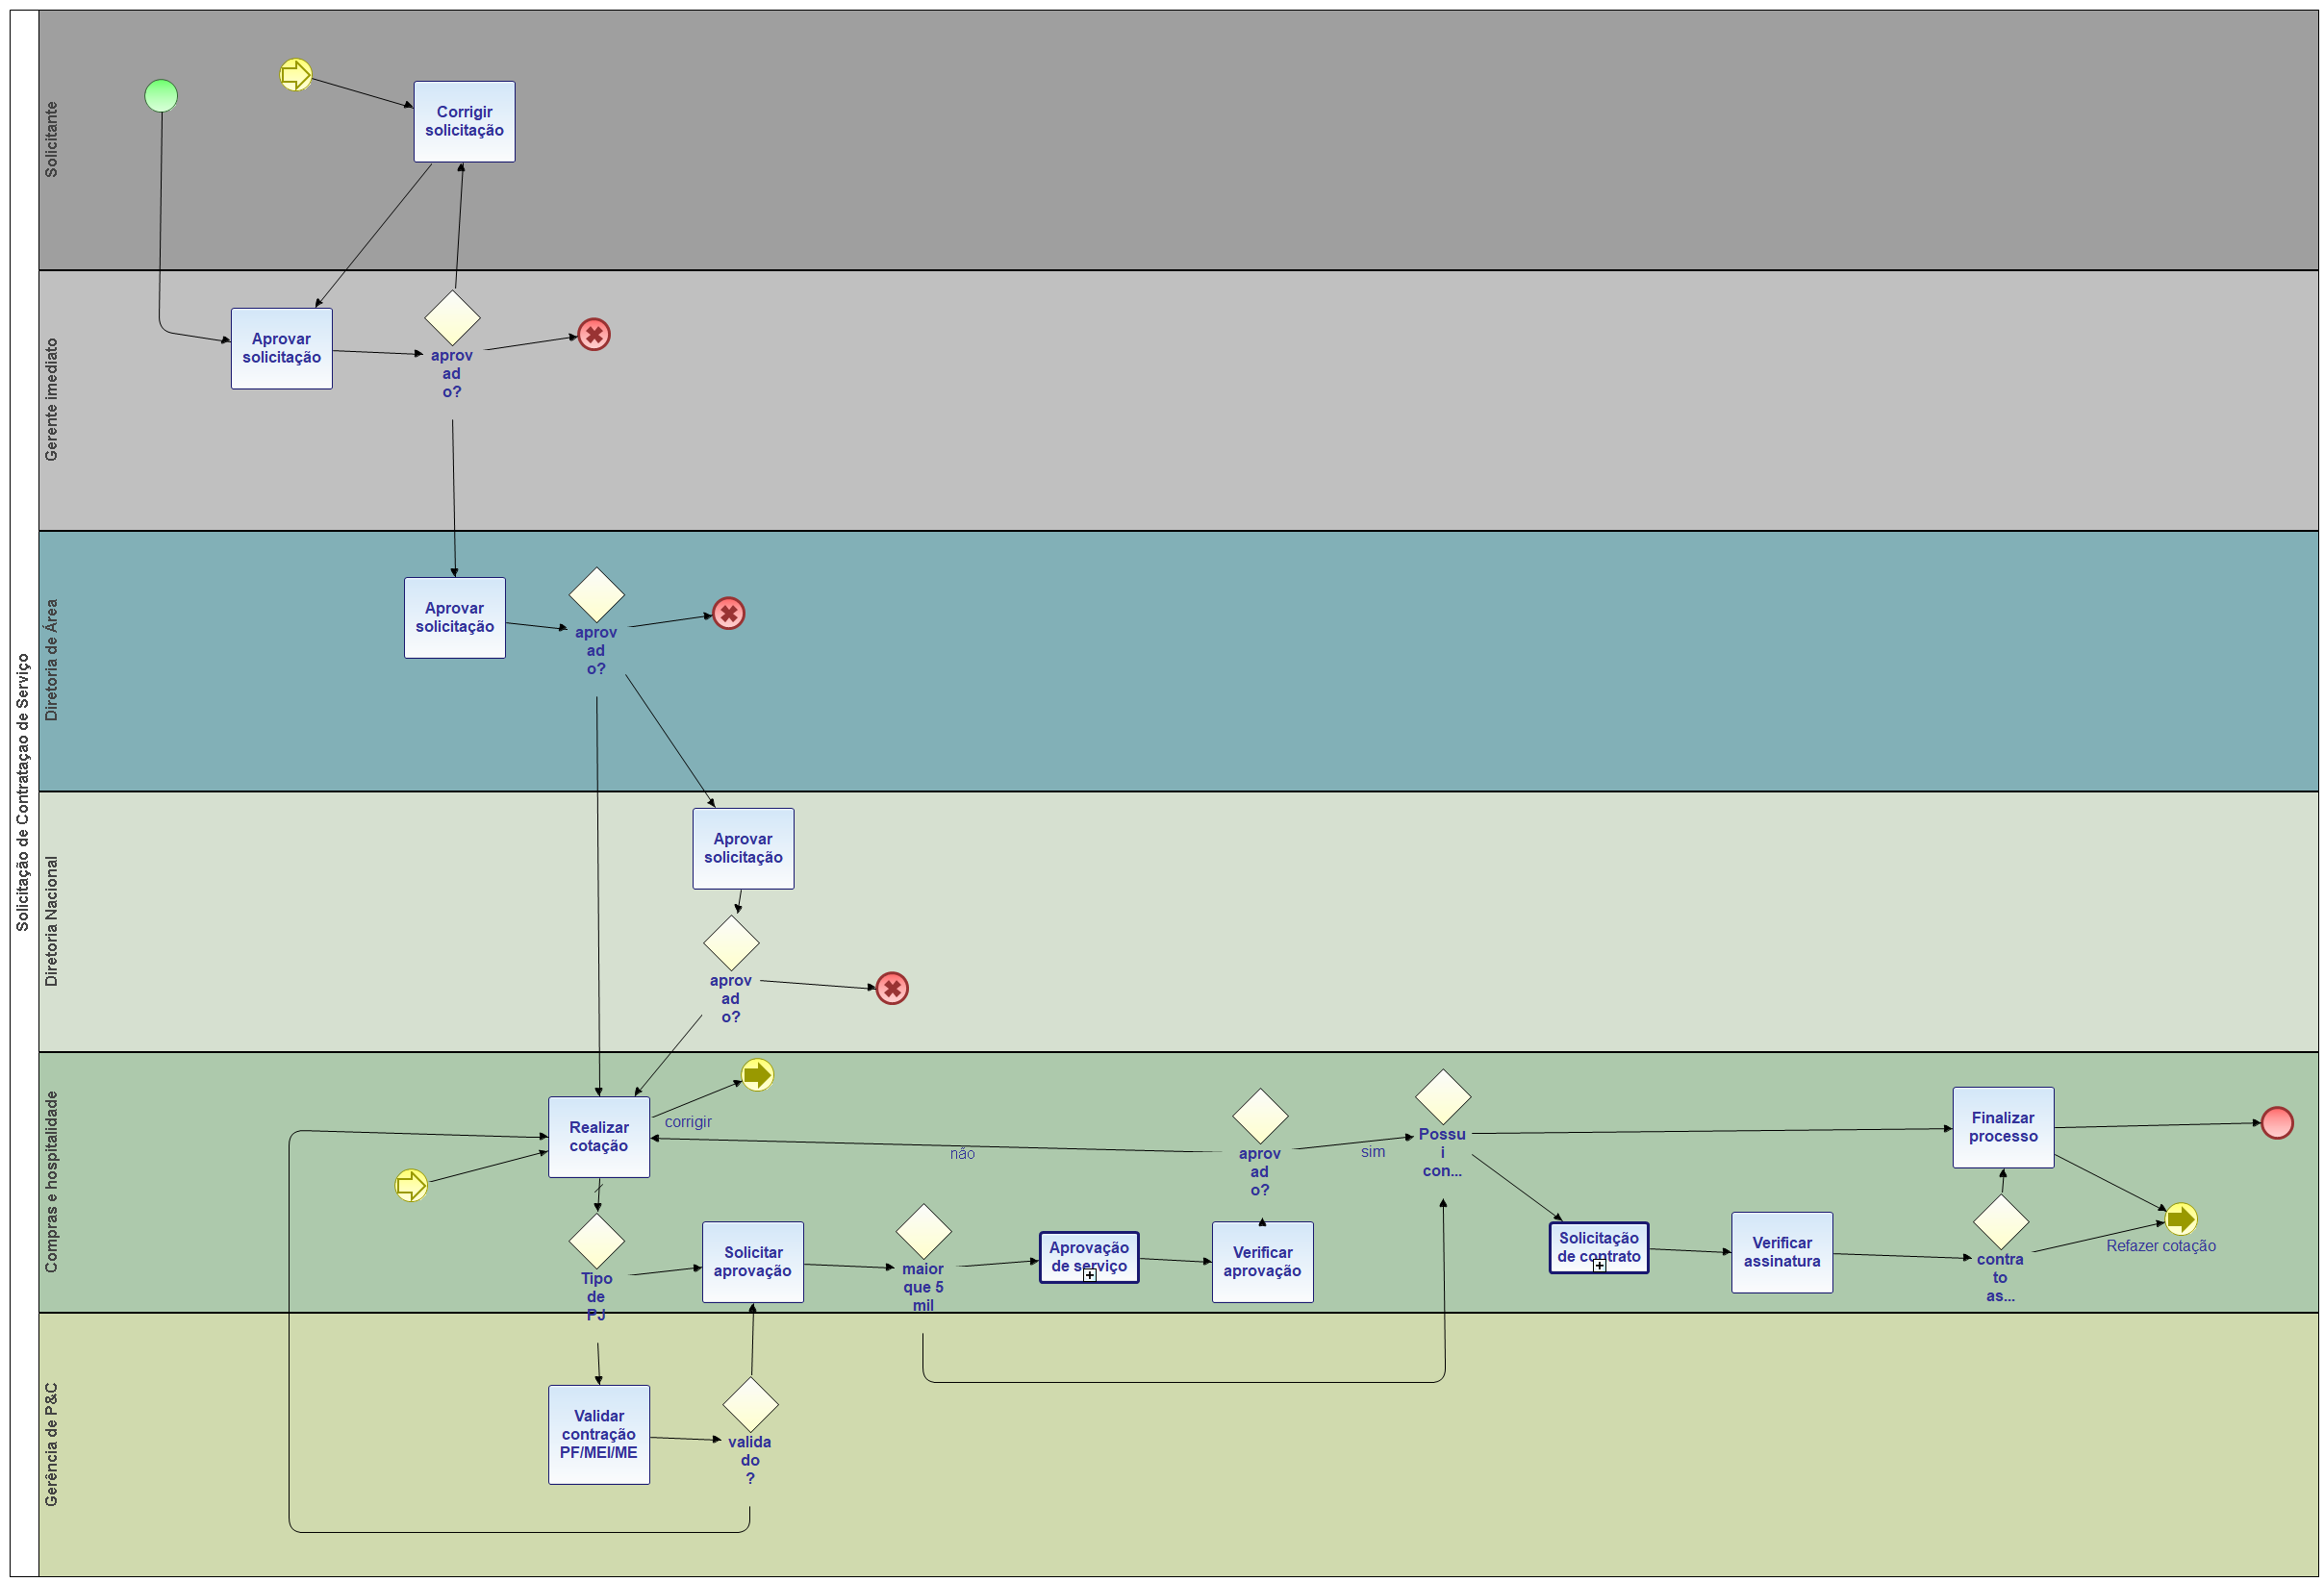 Solicitação de Contrataçao de Serviço
Solicitante
Corrigir
solicitação
Gerente imediato
Aprovar
solicitação
aprov
ad
o?
Diretoria de Área
Aprovar
solicitação
aprov
ad
o?
Diretoria Nacional
Aprovar
solicitação
aprov
ad
o?
Compras e hospitalidade
Realizar
cotação
corrigir
não
aprov
ad
o?
sim
Possu
i
con...
Finalizar
processo
Tipo
de
PJ
Solicitar
aprovação
maior
que 5
mil
Aprovação
de serviço
Verificar
aprovação
Solicitação
de contrato
Verificar
assinatura
contra
to
as...
Refazer cotação
Gerência de P&C
Validar
contração
PF/MEI/ME
valida
do
?